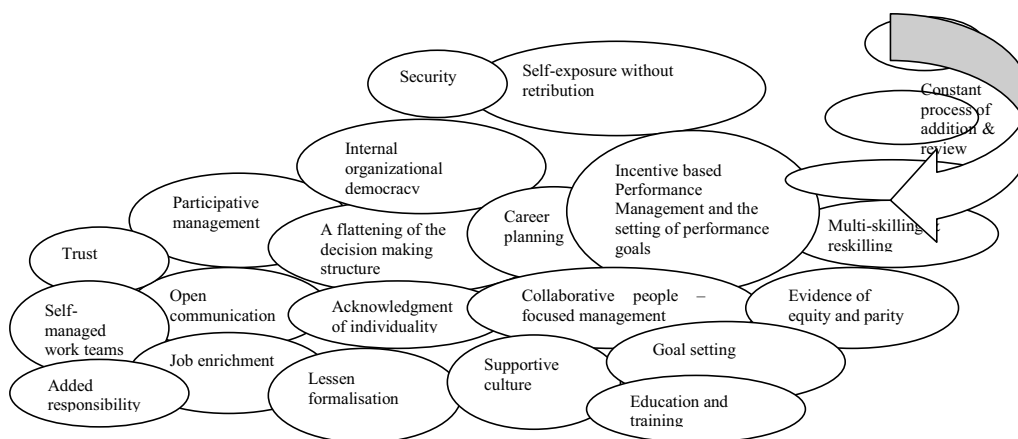 Security
Self-exposure without
retribution
Constant
process of
addition &
review
Internal
organizational
democracy
Incentive based
Performance
Management and the
setting of performance
goals
Participative
management
Career
planning
A flattening of the
decision making
structure
Multi-skilling &
reskilling
Trust
Open
communication
Acknowledgment
of individuality
Collaborative people –
focused management
Evidence of
equity and parity
Self-
managed
work teams
Job enrichment
Goal setting
Supportive
culture
Lessen
formalisation
Added
responsibility
Education and
training